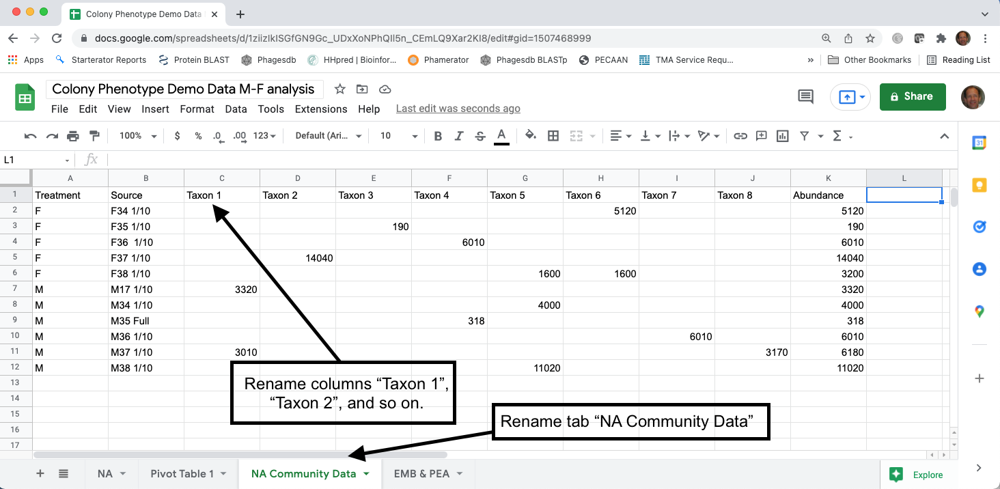 Colony Phenotype Demo Data
docs.google.com/spreadsheets/d/1ziizIkISGfGN9Gc_UDxXoNPhQIl5n_CEmLQ9Xar2KI8/edit#gid=1507468999
Apps Starterator Reports Protein BLAST Phagesdb HHpred | Bioinfor... Phamerator Phagesdb BLASTp PECAAN TMA Service Requ... » Other Bookmarks Reading List
Colony Phenotype Demo Data M-F analysis
Share
File Edit View Insert Format Data Tools Extensions Help Last edit was seconds ago
100% $ % .0 .00 123 Default (Ari... 10 B I S A Σ
31
L1 fx
A B C D E F G H I J K L
1 Treatment Source Taxon 1 Taxon 2 Taxon 3 Taxon 4 Taxon 5 Taxon 6 Taxon 7 Taxon 8 Abundance
2 F F34 1/10 5120 5120
3 F F35 1/10 190 190
4 F F36 1/10 6010 6010
5 F F37 1/10 14040 14040
6 F F38 1/10 1600 1600 3200
7 M M17 1/10 3320 3320
8 M M34 1/10 4000 4000
9 M M35 Full 318 318
10 M M36 1/10 6010 6010
11 M M37 1/10 3010 3170 6180
12 M M38 1/10 11020 11020
13
14
15
16
17
Rename columns “Taxon 1”,
“Taxon 2”, and so on.
Rename tab “NA Community Data”
NA Pivot Table 1 NA Community Data EMB & PEA Explore